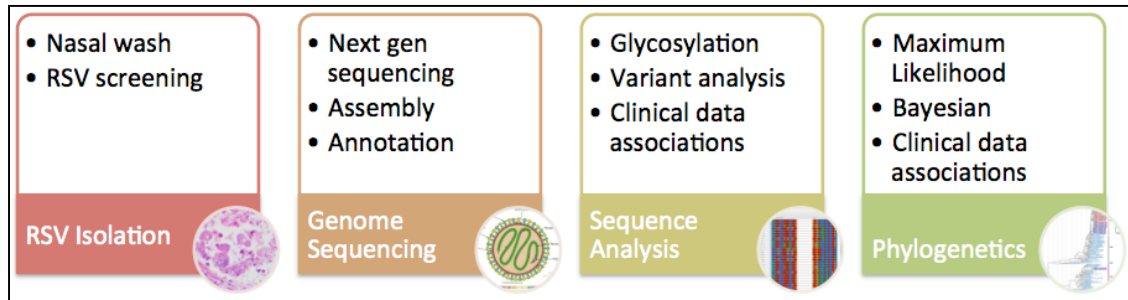 • Nasal wash
• RSV screening
RSV Isolation
• Next gen
sequencing
• Assembly
• Annotation
Genome
Sequencing
• Glycosylation
• Variant analysis
• Clinical data
associations
Sequence
Analysis
• Maximum
Likelihood
• Bayesian
• Clinical data
associations
Phylogenetics